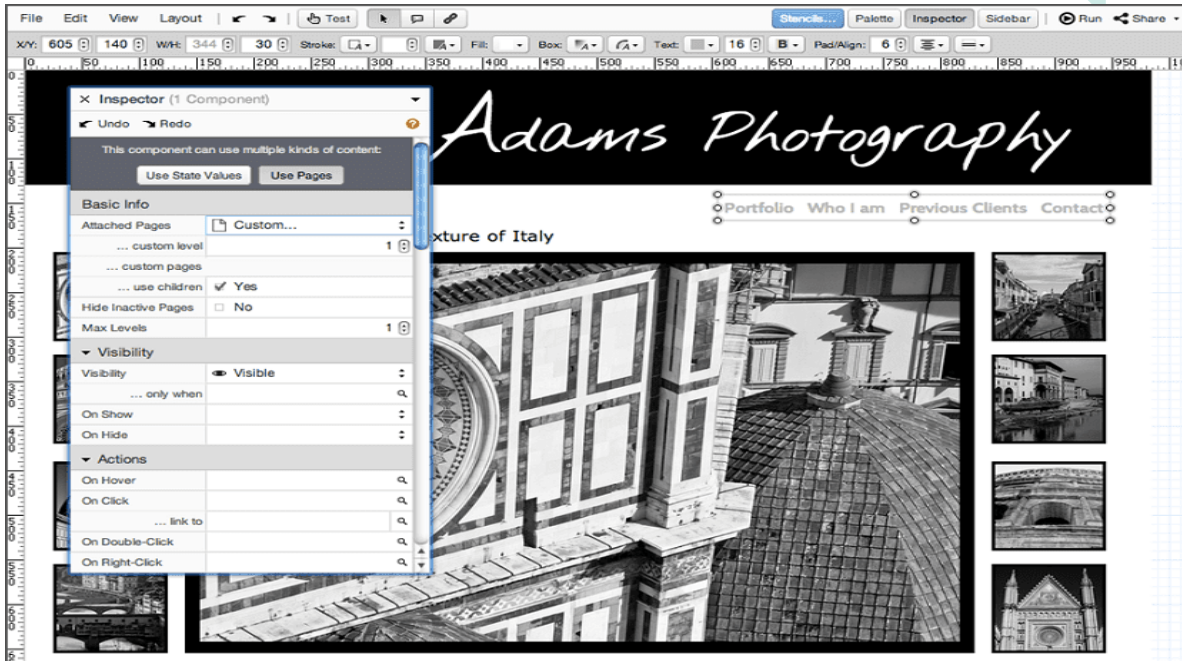 File Edit View Layout Test Stencils... Palette Inspector Sidebar Run Share
X/Y: 605 140 W/H: 344 30 Stroke: Fill: Box: Text: 16 B Pad/Align: 6
0 50 100 150 200 250 300 350 400 450 500 550 600 650 700 750 800 850 900 950
Adams Photography
Inspector (1 Component)
Undo Redo
This component can use multiple kinds of content:
Use State Values Use Pages
Basic Info
Attached Pages Custom...
... custom level 1
... custom pages
... use children Yes
Hide Inactive Pages No
Max Levels 1
Visibility
Visibility Visible
... only when
On Show
On Hide
Actions
On Hover
On Click
... link to
On Double-Click
On Right-Click
Portfolio Who I am Previous Clients Contact
xture of Italy